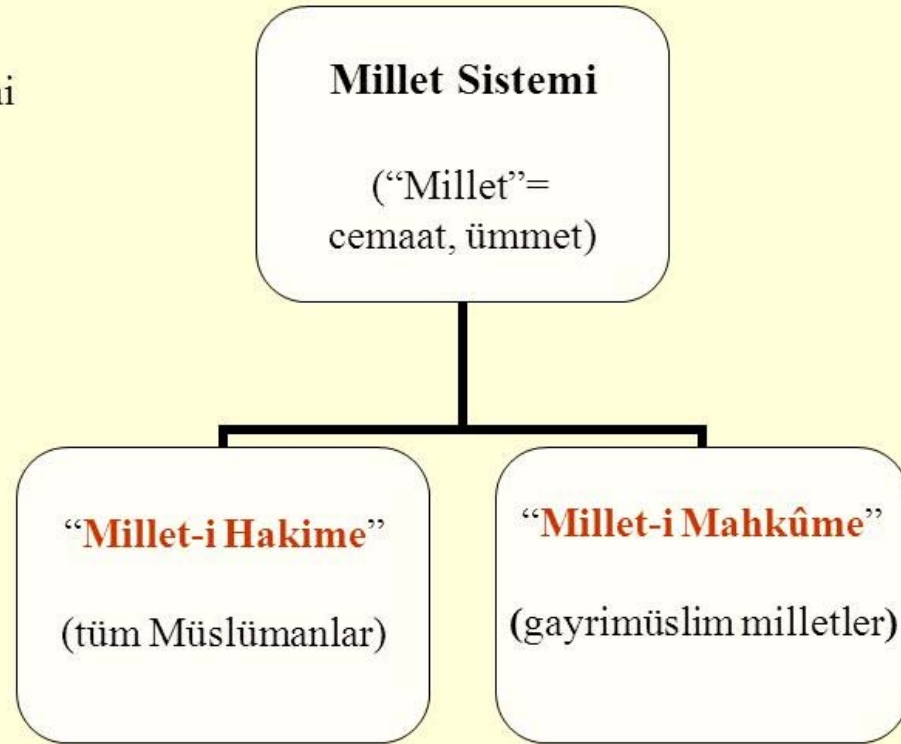 Millet Sistemi
(“Millet”=
cemaat, ümmet)
“Millet-i Hakime”
(tüm Müslümanlar)
“Millet-i Mahkûme”
(gayrimüslim milletler)